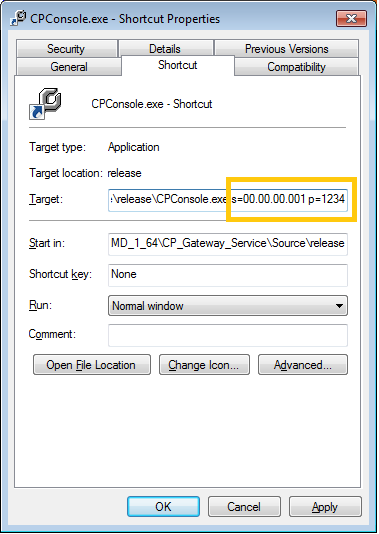 CPConsole.exe - Shortcut Properties
Security Details Previous Versions
General Shortcut Compatibility
CPConsole.exe - Shortcut
Target type: Application
Target location: release
Target: \release\CPConsole.exe s=00.00.00.001 p=1234
Start in: MD_1_64\CP_Gateway_Service\Source\release
Shortcut key: None
Run: Normal window
Comment:
Open File Location Change Icon... Advanced...
OK Cancel Apply